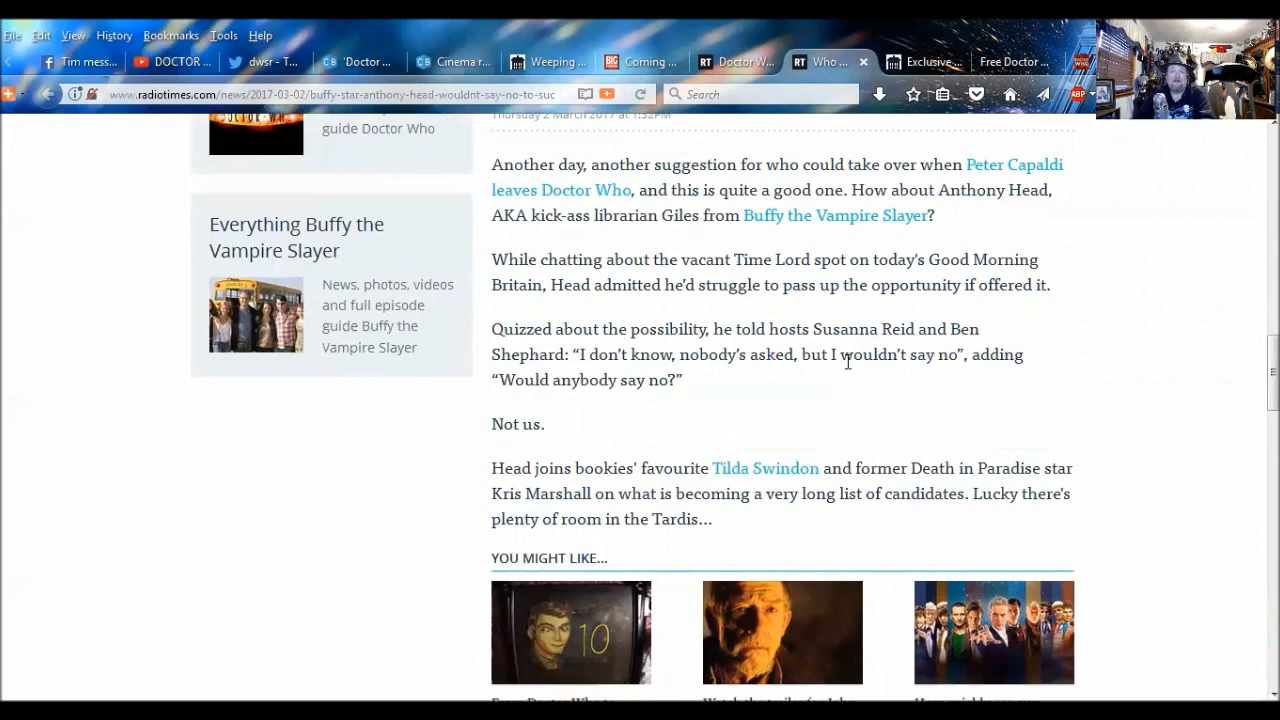 File Edit View History Bookmarks Tools Help
Tim mess... DOCTOR ... dwsr - T... 'Doctor ... Cinema r... Weeping ... Coming ... Doctor W... Who ... Exclusive ... Free Doctor ...
www.radiotimes.com/news/2017-03-02/buffy-star-anthony-head-wouldnt-say-no-to-suc
Search
ABP
guide Doctor Who
Everything Buffy the
Vampire Slayer
News, photos, videos
and full episode
guide Buffy the
Vampire Slayer
Thursday 2 March 2017 at 1:32PM
Another day, another suggestion for who could take over when Peter Capaldi
leaves Doctor Who, and this is quite a good one. How about Anthony Head,
AKA kick-ass librarian Giles from Buffy the Vampire Slayer?
While chatting about the vacant Time Lord spot on today's Good Morning
Britain, Head admitted he'd struggle to pass up the opportunity if offered it.
Quizzed about the possibility, he told hosts Susanna Reid and Ben
Shephard: “I don't know, nobody's asked, but I wouldn't say no”, adding
“Would anybody say no?”
Not us.
Head joins bookies' favourite Tilda Swindon and former Death in Paradise star
Kris Marshall on what is becoming a very long list of candidates. Lucky there's
plenty of room in the Tardis...
YOU MIGHT LIKE...
10